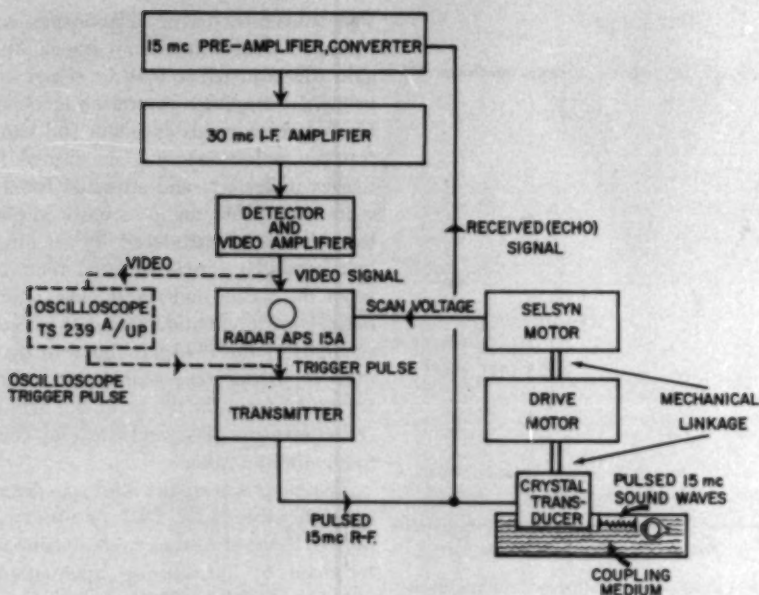 15 mc PRE-AMPLIFIER, CONVERTER
30 mc I-F. AMPLIFIER
DETECTOR
AND
VIDEO AMPLIFIER
RECEIVED (ECHO)
SIGNAL
VIDEO
VIDEO SIGNAL
OSCILLOSCOPE
TS 239 A/UP
RADAR APS 15A
SCAN VOLTAGE
SELSYN
MOTOR
OSCILLOSCOPE
TRIGGER PULSE
TRIGGER PULSE
TRANSMITTER
DRIVE
MOTOR
MECHANICAL
LINKAGE
CRYSTAL
TRANS-
DUCER
PULSED 15 mc
SOUND WAVES
PULSED
15mc R-F.
COUPLING
MEDIUM